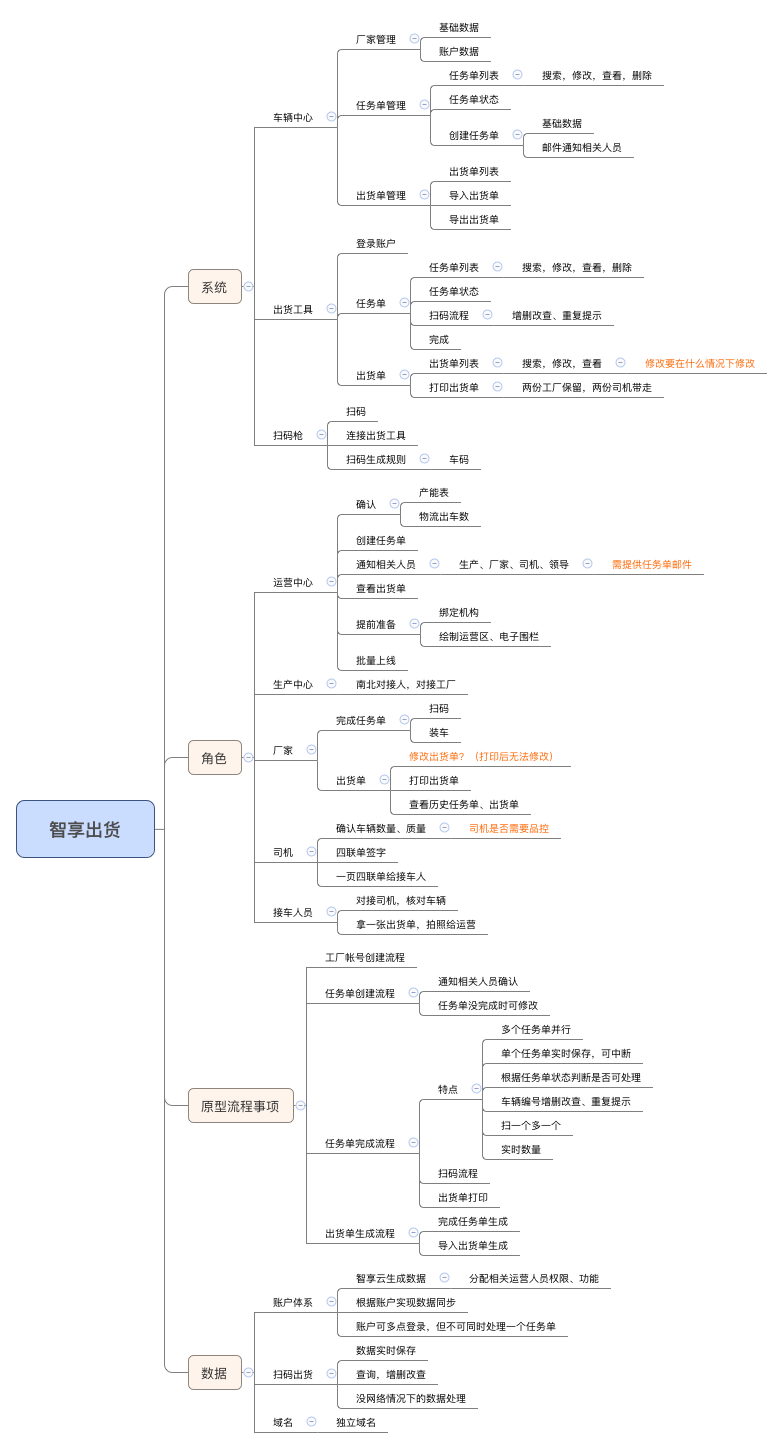 智享出货
系统
车辆中心
厂家管理
基础数据
账户数据
任务单管理
任务单列表
搜索，修改，查看，删除
任务单状态
创建任务单
基础数据
邮件通知相关人员
出货单管理
出货单列表
导入出货单
导出出货单
出货工具
登录账户
任务单
任务单列表
搜索，修改，查看，删除
任务单状态
扫码流程
增删改查、重复提示
完成
出货单
出货单列表
搜索，修改，查看
修改要在什么情况下修改
打印出货单
两份工厂保留，两份司机带走
扫码枪
扫码
连接出货工具
扫码生成规则
车码
角色
运营中心
确认
产能表
物流出车数
创建任务单
通知相关人员
生产、厂家、司机、领导
需提供任务单邮件
查看出货单
提前准备
绑定机构
绘制运营区、电子围栏
批量上线
生产中心
南北对接人，对接工厂
厂家
完成任务单
扫码
装车
出货单
修改出货单？（打印后无法修改）
打印出货单
查看历史任务单、出货单
司机
确认车辆数量、质量
司机是否需要品控
四联单签字
一页四联单给接车人
接车人员
对接司机，核对车辆
拿一张出货单，拍照给运营
原型流程事项
工厂帐号创建流程
任务单创建流程
通知相关人员确认
任务单没完成时可修改
任务单完成流程
特点
多个任务单并行
单个任务单实时保存，可中断
根据任务单状态判断是否可处理
车辆编号增删改查、重复提示
扫一个多一个
实时数量
扫码流程
出货单打印
出货单生成流程
完成任务单生成
导入出货单生成
数据
账户体系
智享云生成数据
分配相关运营人员权限、功能
根据账户实现数据同步
账户可多点登录，但不可同时处理一个任务单
扫码出货
数据实时保存
查询，增删改查
没网络情况下的数据处理
域名
独立域名